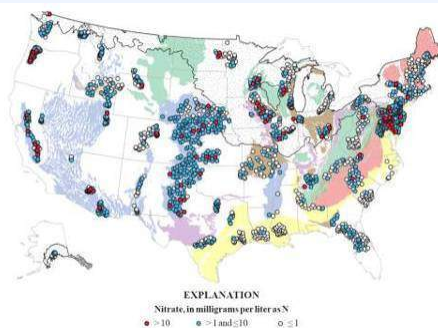 EXPLANATION
Nitrate, in milligrams per liter as N
>10 >1 and ≤10 ≤1